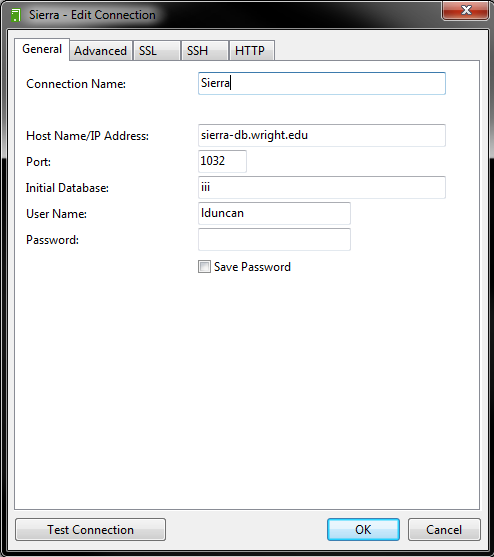 Sierra - Edit Connection
General Advanced SSL SSH HTTP
Connection Name: Sierra
Host Name/IP Address: sierra-db.wright.edu
Port: 1032
Initial Database: iii
User Name: lduncan
Password:
Save Password
Test Connection OK Cancel